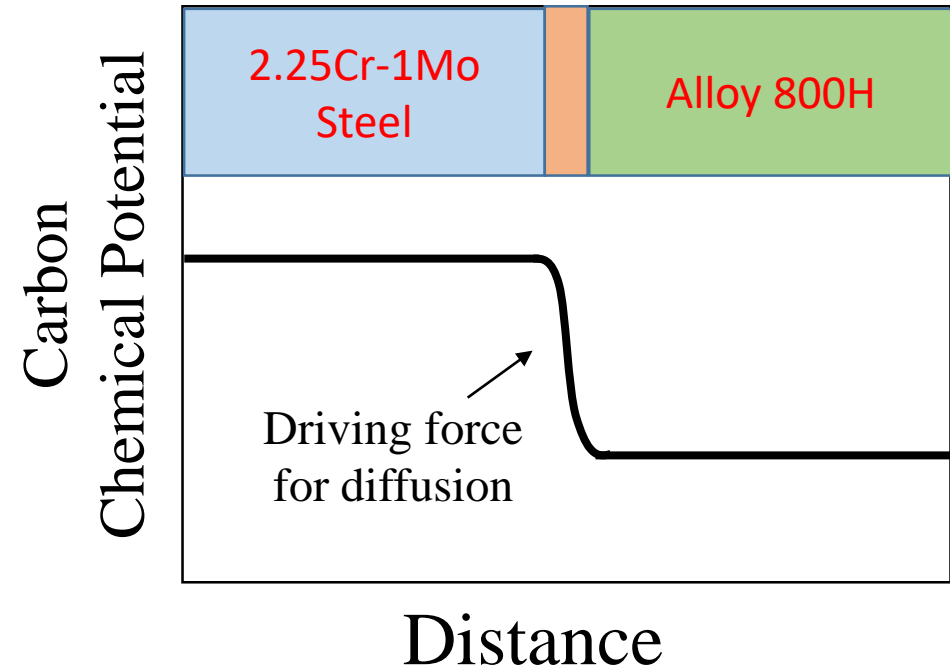 2.25Cr-1Mo
Steel
Alloy 800H
Carbon
Chemical Potential
Driving force
for diffusion
Distance